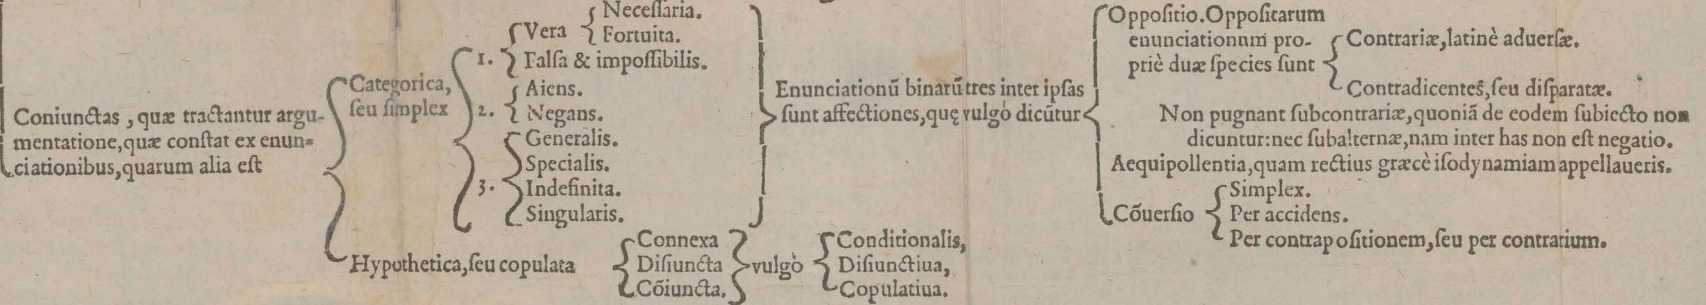 Coniunctas, quæ tractantur argu-
mentatione, quæ conſtat ex enun-
ciationibus, quarum alia eſt
Categorica,
ſeu ſimplex
1.
Vera
Neceſſaria.
Fortuita.
Falſa & impoſſibilis.
2.
Aiens.
Negans.
3.
Generalis.
Specialis.
Indefinita.
Singularis.
Enunciationū binarū tres inter ipſas
ſunt affectiones, quę vulgò dicūtur
Oppoſitio. Oppoſitarum
enunciationum pro-
priè duæ ſpecies ſunt
Contrariæ, latinè aduerſæ.
Contradicentes, ſeu diſparatæ.
Non pugnant ſubcontrariæ, quoniā de eodem ſubiecto non
dicuntur: nec ſubalternæ, nam inter has non eſt negatio.
Aequipollentia, quam rectius græcè iſodynamiam appellaueris.
Cōuerſio
Simplex.
Per accidens.
Per contrapoſitionem, ſeu per contrarium.
Hypothetica, ſeu copulata
Connexa
Diſiuncta
Cōiuncta.
vulgò
Conditionalis,
Diſiunctiua,
Copulatiua.